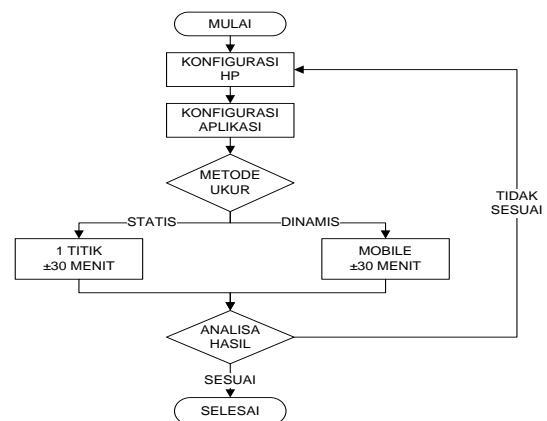 MULAI
KONFIGURASI
HP
KONFIGURASI
APLIKASI
METODE
UKUR
TIDAK
SESUAI
STATIS
DINAMIS
1 TITIK
±30 MENIT
MOBILE
±30 MENIT
ANALISA
HASIL
SESUAI
SELESAI